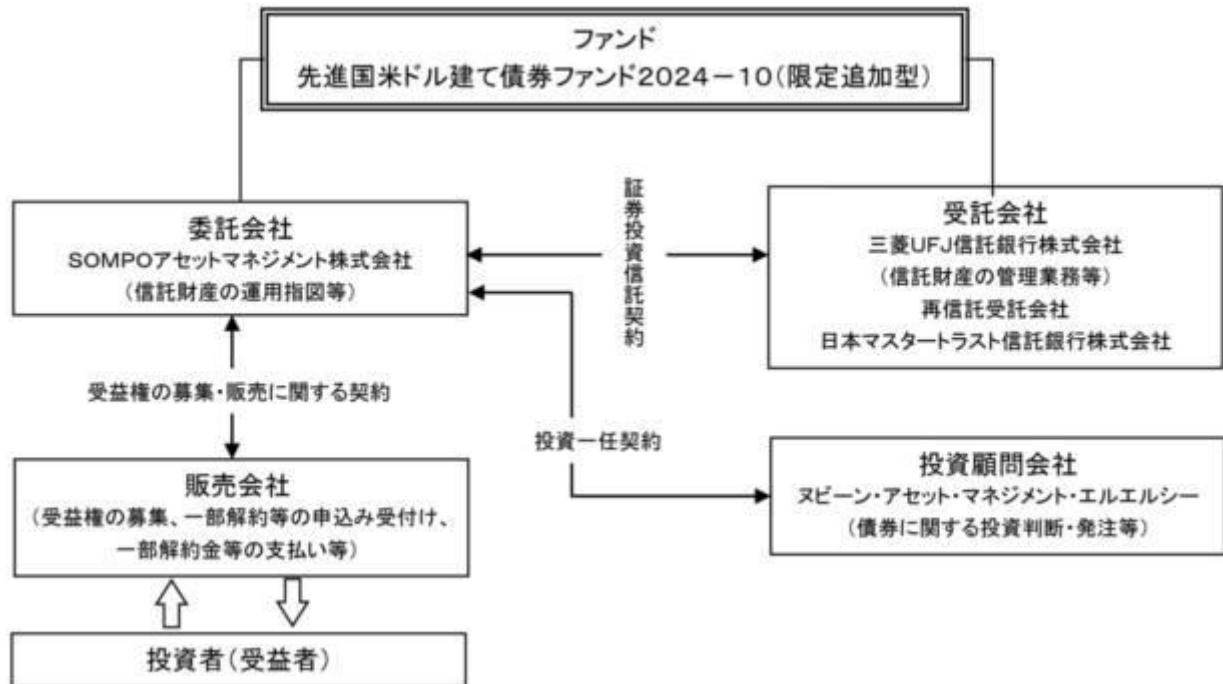 ファンド
先進国米ドル建て債券ファンド2024－10（限定追加型）
委託会社
SOMPOアセットマネジメント株式会社
（信託財産の運用指図等）
証券投資信託契約
受託会社
三菱UFJ信託銀行株式会社
（信託財産の管理業務等）
再信託受託会社
日本マスタートラスト信託銀行株式会社
受益権の募集・販売に関する契約
投資一任契約
販売会社
（受益権の募集、一部解約等の申込み受付け、
一部解約金等の支払い等）
投資顧問会社
ヌビーン・アセット・マネジメント・エルエルシー
（債券に関する投資判断・発注等）
投資者（受益者）